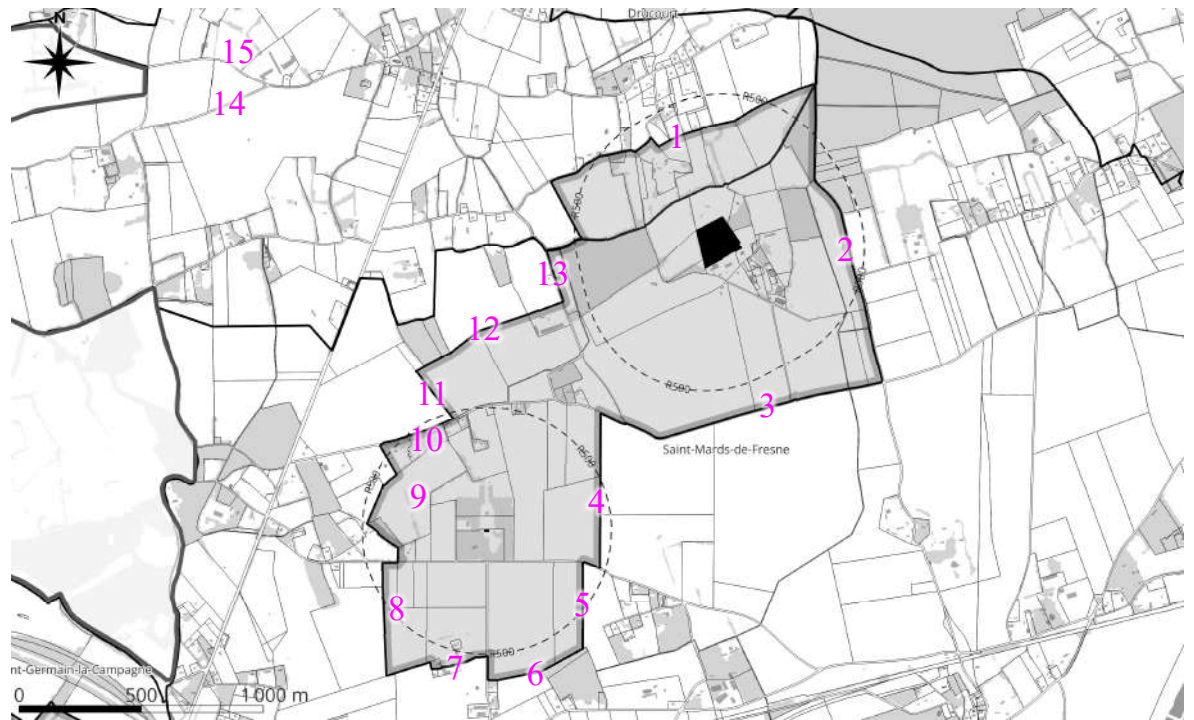 Drucourt
N
15
14
R500
1
R500
2
13
R500
12
R500
11
3
10
Saint-Mards-de-Fresne
R500
R500
9
4
8
5
R500
7
6
nt-Germain-la-Campagne
0 500 1 000 m